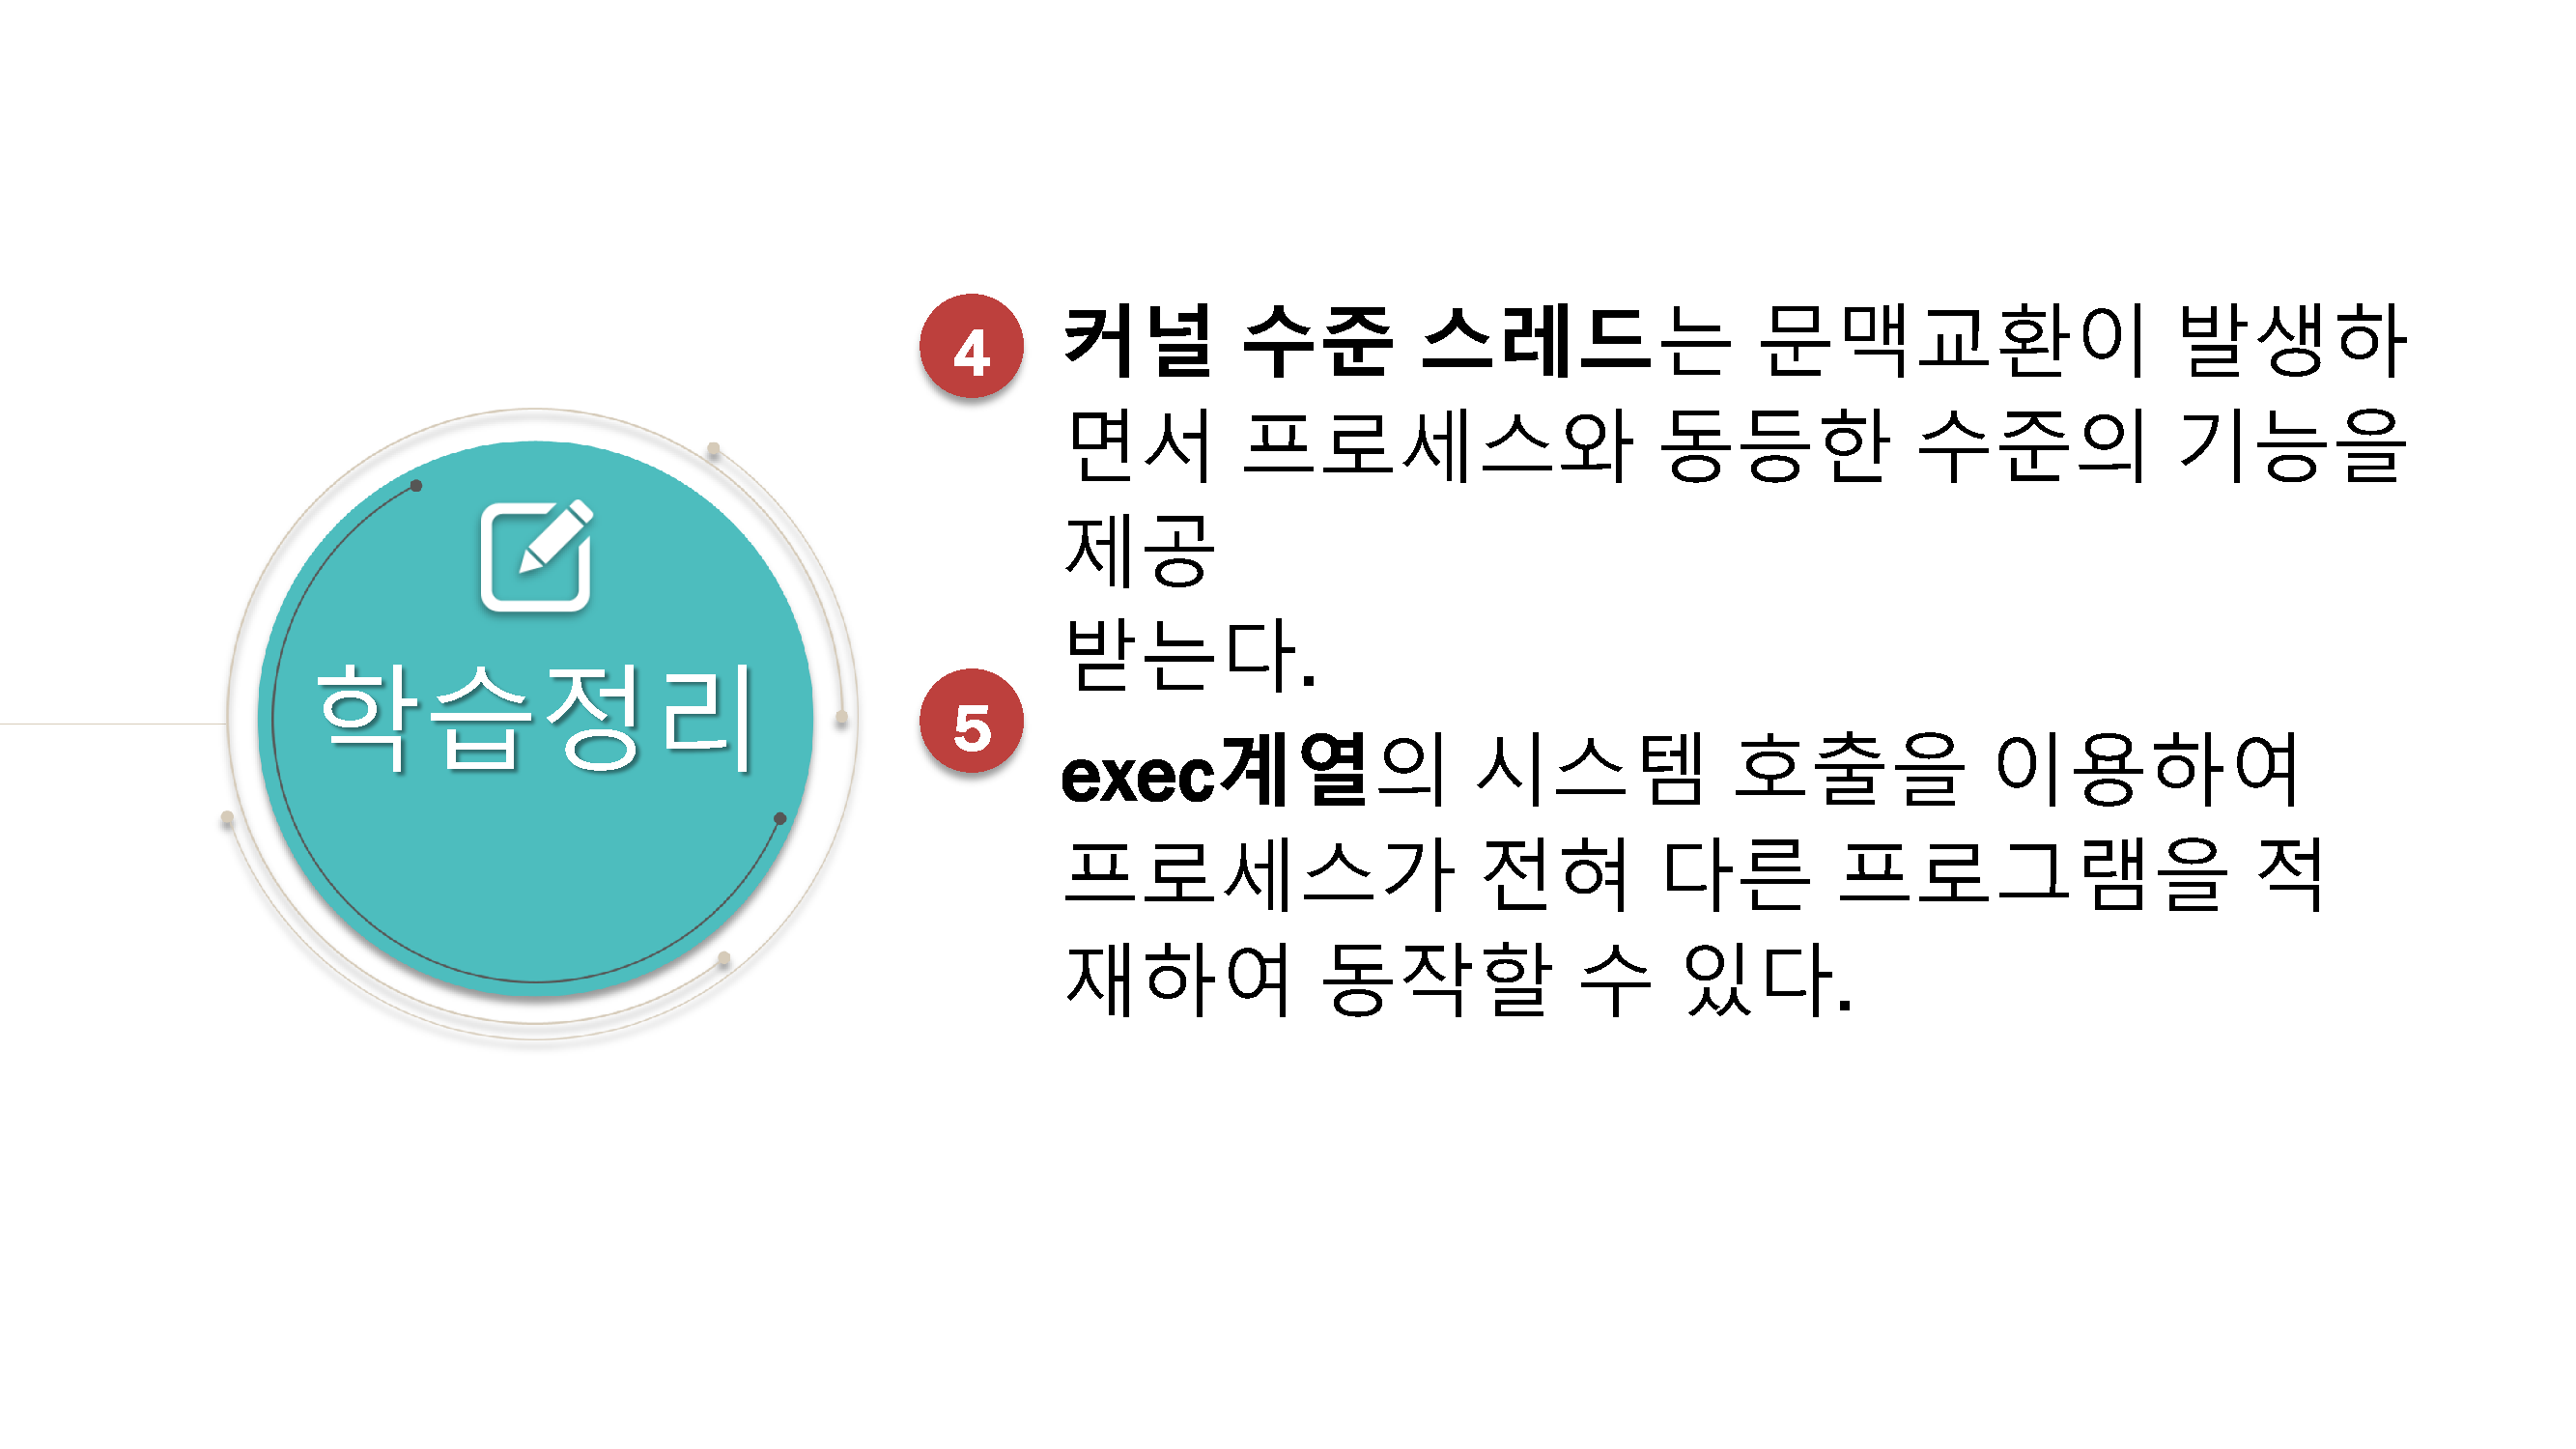 학습정리
4
커널 수준 스레드는 문맥교환이 발생하
면서 프로세스와 동등한 수준의 기능을
제공
받는다.
5
exec계열의 시스템 호출을 이용하여
프로세스가 전혀 다른 프로그램을 적
재하여 동작할 수 있다.